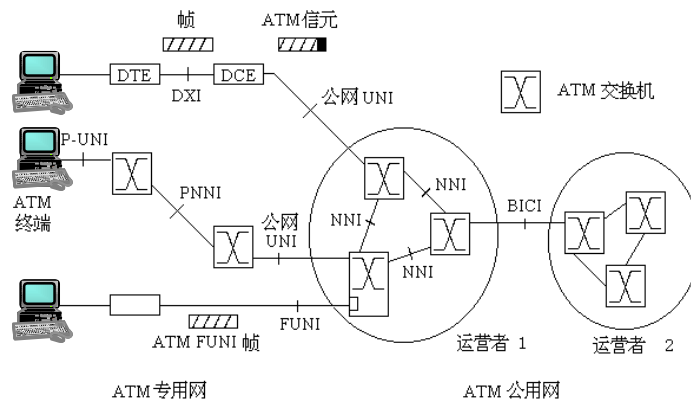 帧
ATM信元
DTE
DXI
DCE
公网 UNI
ATM 交换机
P-UNI
ATM
终端
PNNI
公网
UNI
NNI
NNI
NNI
BICI
FUNI
ATM FUNI 帧
运营者 1
运营者 2
ATM 专用网
ATM 公用网